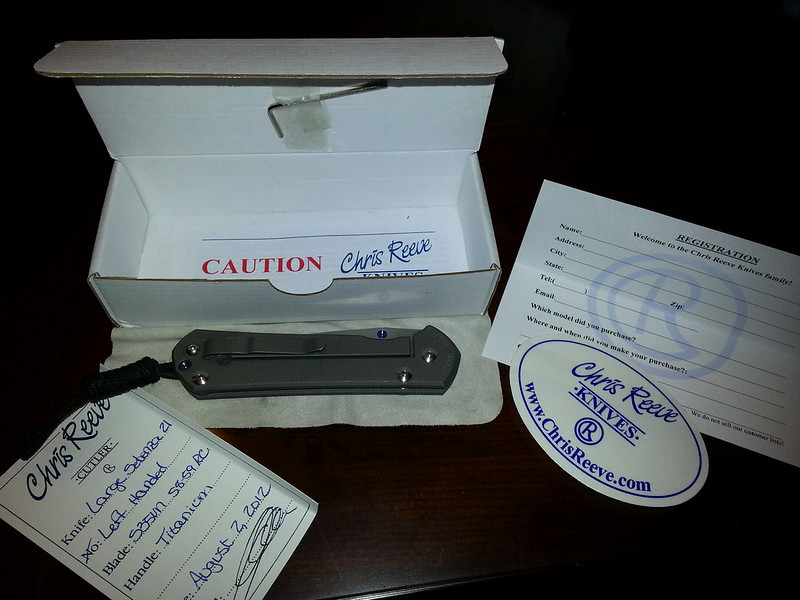 CAUTION
Chris Reeve
KNIVES
REGISTRATION
Welcome to the Chris Reeve Knives family!
Name:
Address:
City:
State:
Zip:
Tel:( )
Email:
Which model did you purchase?
Where and when did you make your purchase?:
We do not sell our customer lists!
R
Chris Reeve
·KNIVES·
R
www.ChrisReeve.com
Chris Reeve
·CUTLER·
R
Knife: Large Sebenza 21
No: Left Handed
Blade: S35VN 58-59 RC
Handle: Titanium
August 2, 2012